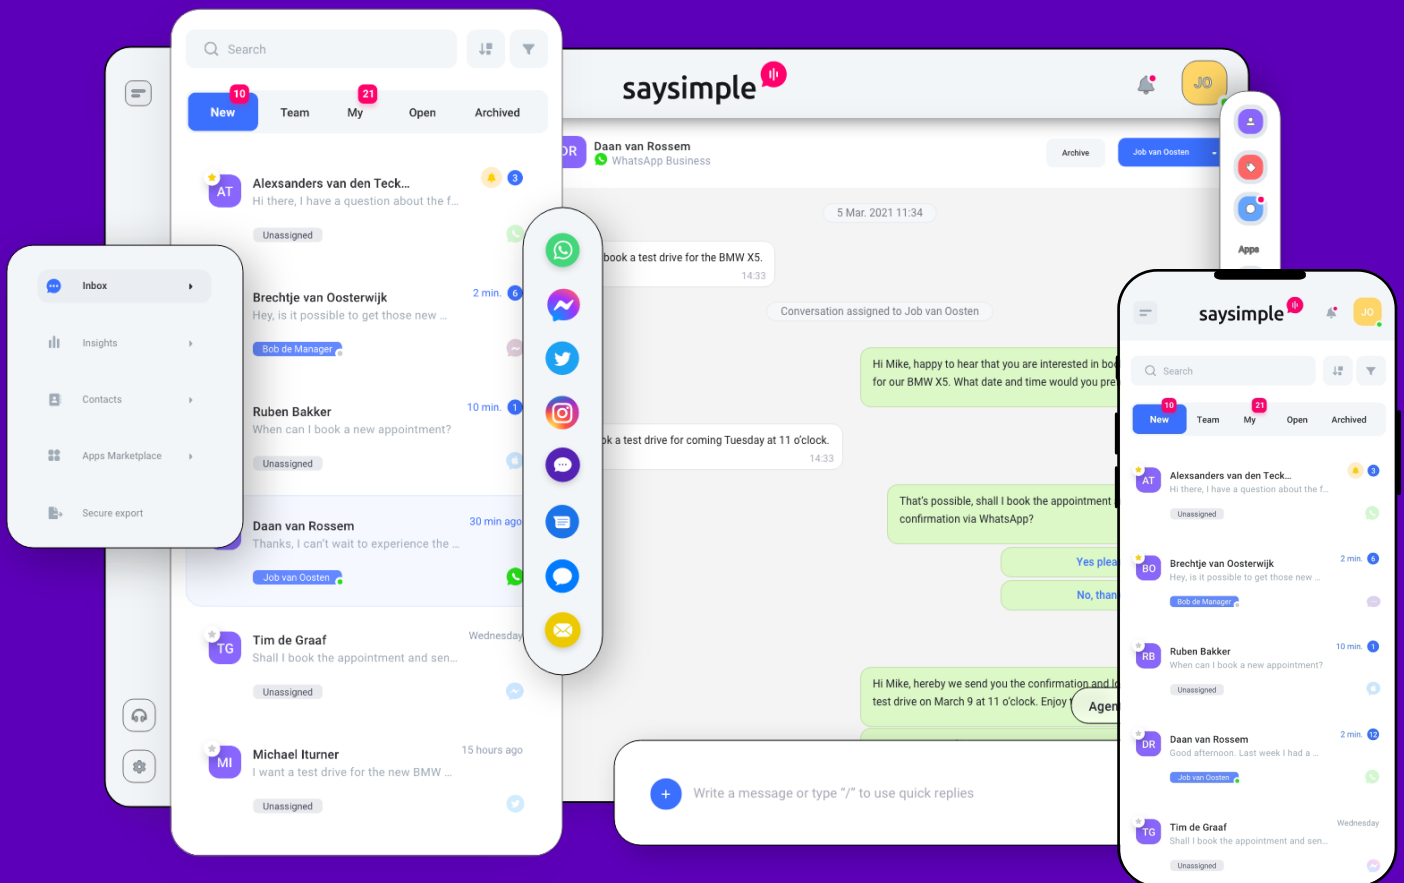 Search
New
10
Team
My
21
Open
Archived
AT
Alexsanders van den Teck...
3
Hi there, I have a question about the f...
Unassigned
Brechtje van Oosterwijk
2 min.
6
Hey, is it possible to get those new ...
Bob de Manager
Ruben Bakker
10 min.
1
When can I book a new appointment?
Unassigned
Daan van Rossem
30 min ago
Thanks, I can't wait to experience the ...
Job van Oosten
TG
Tim de Graaf
Wednesday
Shall I book the appointment and sen...
Unassigned
MI
Michael Iturner
15 hours ago
I want a test drive for the new BMW ...
Unassigned
Inbox
Insights
Contacts
Apps Marketplace
Secure export
saysimple
JO
DR
Daan van Rossem
WhatsApp Business
Archive
Job van Oosten
5 Mar. 2021 11:34
book a test drive for the BMW X5.
14:33
Conversation assigned to Job van Oosten
Hi Mike, happy to hear that you are interested in boo
for our BMW X5. What date and time would you pre
ok a test drive for coming Tuesday at 11 o'clock.
14:33
That's possible, shall I book the appointment
confirmation via WhatsApp?
Yes plea
No, than
Hi Mike, hereby we send you the confirmation and lo
test drive on March 9 at 11 o'clock. Enjoy
Agen
Write a message or type "/" to use quick replies
Apps
saysimple
JO
Search
New
10
Team
My
21
Open
Archived
AT
Alexsanders van den Teck...
3
Hi there, I have a question about the f...
Unassigned
BO
Brechtje van Oosterwijk
2 min.
6
Hey, is it possible to get those new ...
Bob de Manager
RB
Ruben Bakker
10 min.
1
When can I book a new appointment?
Unassigned
DR
Daan van Rossem
2 min.
12
Good afternoon. Last week I had a ...
Job van Oosten
TG
Tim de Graaf
Wednesday
Shall I book the appointment and sen...
Unassigned